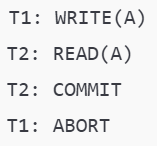 T1: WRITE(A)
T2: READ(A)
T2: COMMIT
T1: ABORT